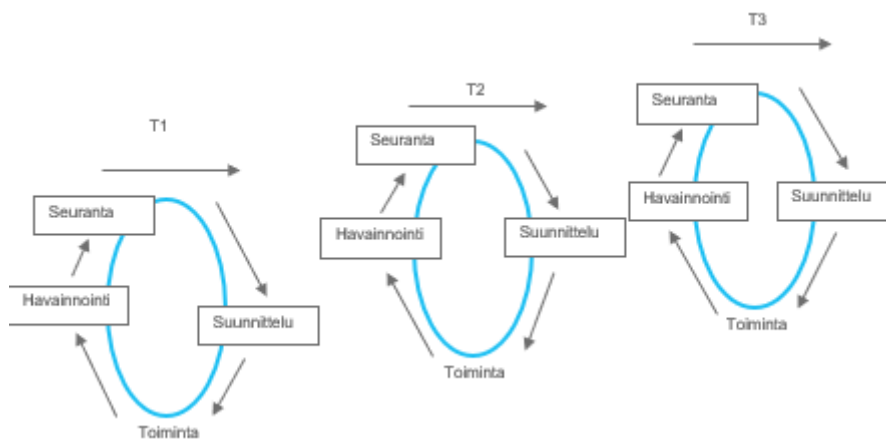 T1
Seuranta
Havainnointi
Suunnittelu
Toiminta
T2
Seuranta
Havainnointi
Suunnittelu
Toiminta
T3
Seuranta
Havainnointi
Suunnittelu
Toiminta